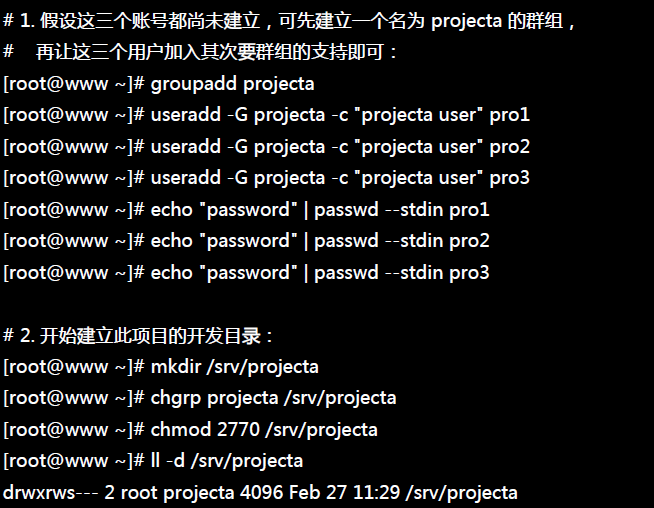 # 1. 假设这三个账号都尚未建立，可先建立一个名为 projecta 的群组，
# 再让这三个用户加入其次要群组的支持即可：
[root@www ~]# groupadd projecta
[root@www ~]# useradd -G projecta -c "projecta user" pro1
[root@www ~]# useradd -G projecta -c "projecta user" pro2
[root@www ~]# useradd -G projecta -c "projecta user" pro3
[root@www ~]# echo "password" | passwd --stdin pro1
[root@www ~]# echo "password" | passwd --stdin pro2
[root@www ~]# echo "password" | passwd --stdin pro3
# 2. 开始建立此项目的开发目录：
[root@www ~]# mkdir /srv/projecta
[root@www ~]# chgrp projecta /srv/projecta
[root@www ~]# chmod 2770 /srv/projecta
[root@www ~]# ll -d /srv/projecta
drwxrws--- 2 root projecta 4096 Feb 27 11:29 /srv/projecta